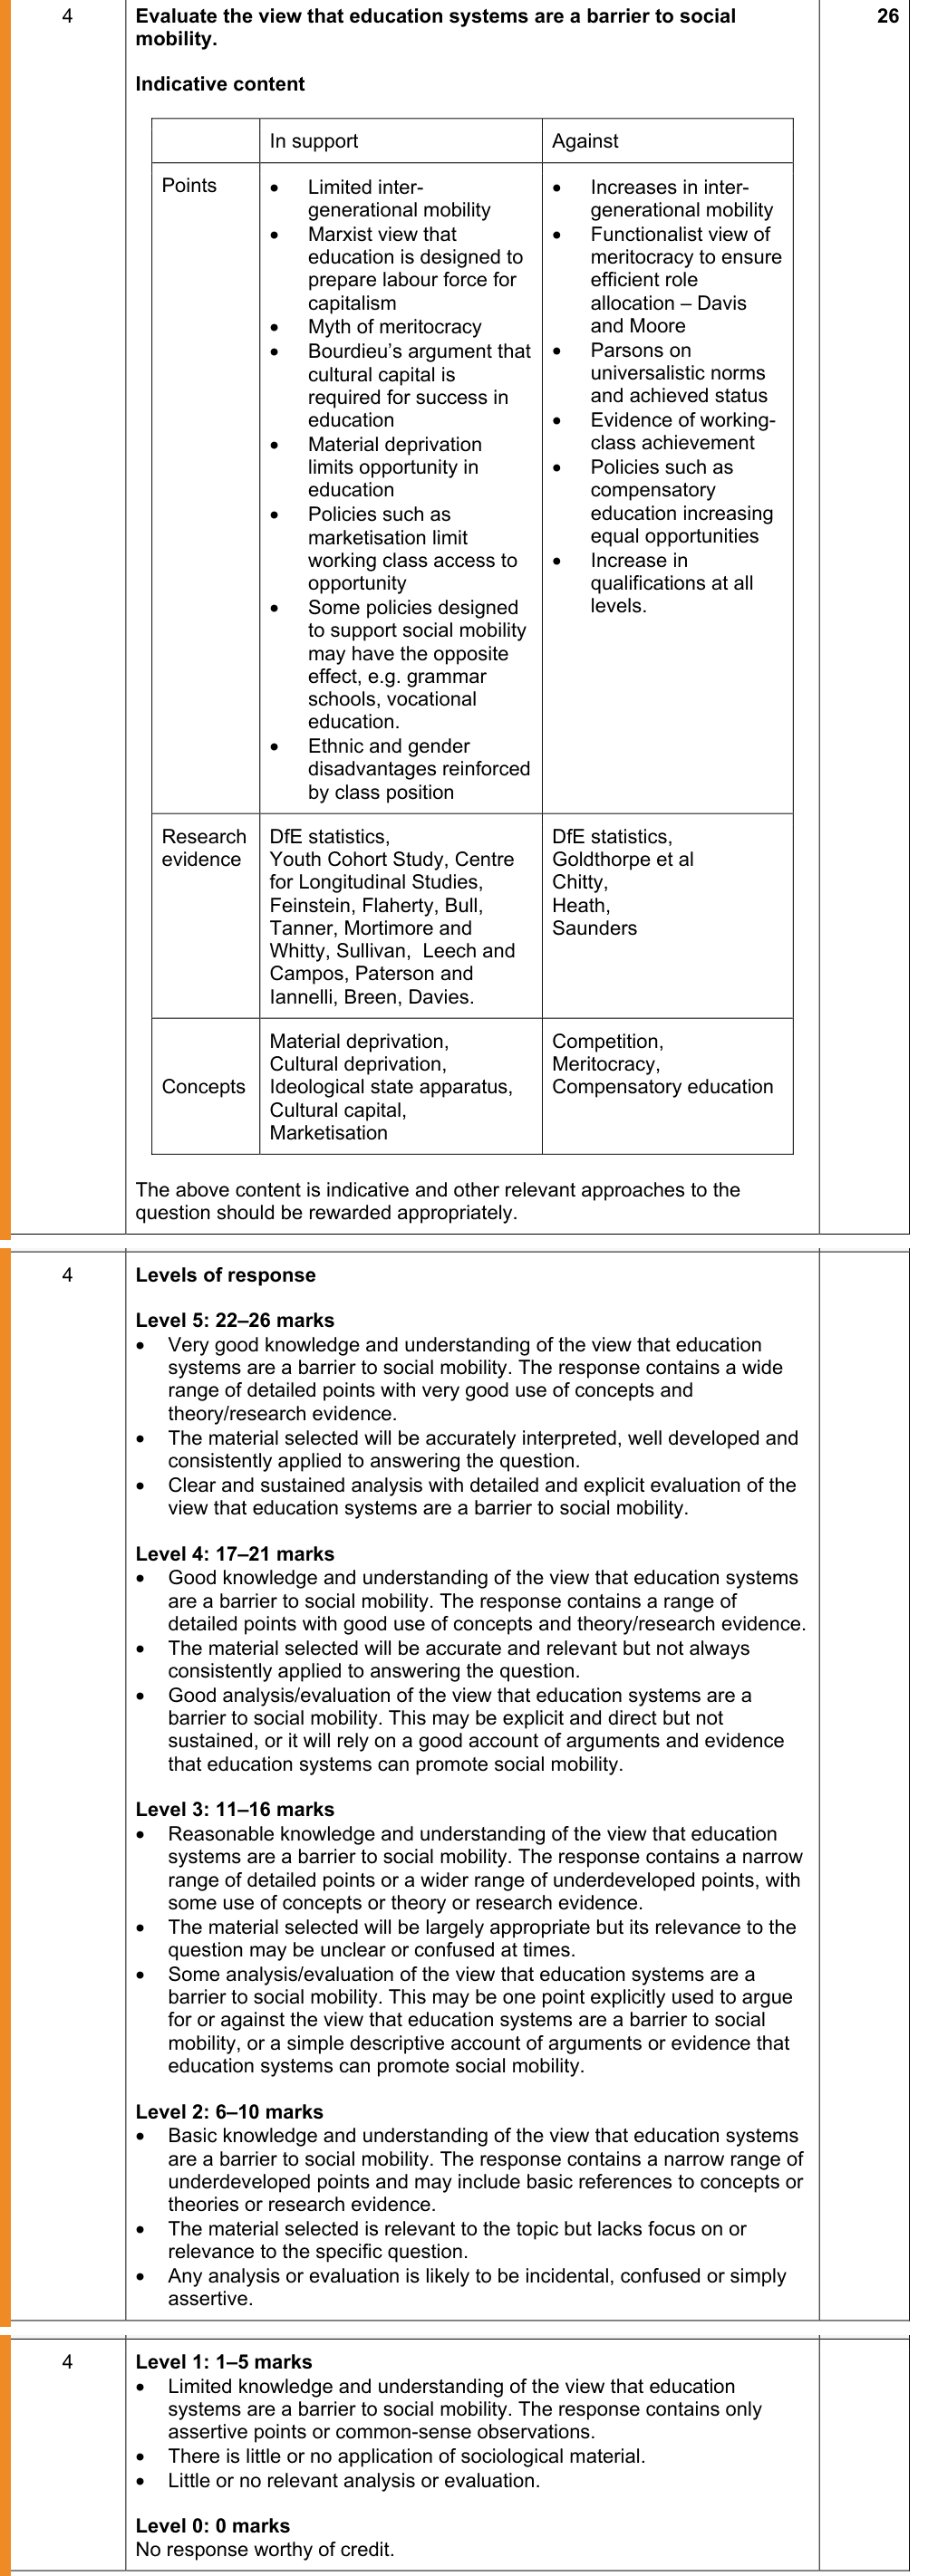 4
Evaluate the view that education systems are a barrier to social
mobility.
26
Indicative content
In support
Against
Points
• Limited inter-
generational mobility
• Marxist view that
education is designed to
prepare labour force for
capitalism
• Myth of meritocracy
• Bourdieu's argument that
cultural capital is
required for success in
education
• Material deprivation
limits opportunity in
education
• Policies such as
marketisation limit
working class access to
opportunity
• Some policies designed
to support social mobility
may have the opposite
effect, e.g. grammar
schools, vocational
education.
• Ethnic and gender
disadvantages reinforced
by class position
• Increases in inter-
generational mobility
• Functionalist view of
meritocracy to ensure
efficient role
allocation – Davis
and Moore
• Parsons on
universalistic norms
and achieved status
• Evidence of working-
class achievement
• Policies such as
compensatory
education increasing
equal opportunities
• Increase in
qualifications at all
levels.
Research
evidence
DfE statistics,
Youth Cohort Study, Centre
for Longitudinal Studies,
Feinstein, Flaherty, Bull,
Tanner, Mortimore and
Whitty, Sullivan, Leech and
Campos, Paterson and
Iannelli, Breen, Davies.
DfE statistics,
Goldthorpe et al
Chitty,
Heath,
Saunders
Concepts
Material deprivation,
Cultural deprivation,
Ideological state apparatus,
Cultural capital,
Marketisation
Competition,
Meritocracy,
Compensatory education
The above content is indicative and other relevant approaches to the
question should be rewarded appropriately.
4
Levels of response
Level 5: 22–26 marks
• Very good knowledge and understanding of the view that education
systems are a barrier to social mobility. The response contains a wide
range of detailed points with very good use of concepts and
theory/research evidence.
• The material selected will be accurately interpreted, well developed and
consistently applied to answering the question.
• Clear and sustained analysis with detailed and explicit evaluation of the
view that education systems are a barrier to social mobility.
Level 4: 17–21 marks
• Good knowledge and understanding of the view that education systems
are a barrier to social mobility. The response contains a range of
detailed points with good use of concepts and theory/research evidence.
• The material selected will be accurate and relevant but not always
consistently applied to answering the question.
• Good analysis/evaluation of the view that education systems are a
barrier to social mobility. This may be explicit and direct but not
sustained, or it will rely on a good account of arguments and evidence
that education systems can promote social mobility.
Level 3: 11–16 marks
• Reasonable knowledge and understanding of the view that education
systems are a barrier to social mobility. The response contains a narrow
range of detailed points or a wider range of underdeveloped points, with
some use of concepts or theory or research evidence.
• The material selected will be largely appropriate but its relevance to the
question may be unclear or confused at times.
• Some analysis/evaluation of the view that education systems are a
barrier to social mobility. This may be one point explicitly used to argue
for or against the view that education systems are a barrier to social
mobility, or a simple descriptive account of arguments or evidence that
education systems can promote social mobility.
Level 2: 6–10 marks
• Basic knowledge and understanding of the view that education systems
are a barrier to social mobility. The response contains a narrow range of
underdeveloped points and may include basic references to concepts or
theories or research evidence.
• The material selected is relevant to the topic but lacks focus on or
relevance to the specific question.
• Any analysis or evaluation is likely to be incidental, confused or simply
assertive.
4
Level 1: 1–5 marks
• Limited knowledge and understanding of the view that education
systems are a barrier to social mobility. The response contains only
assertive points or common-sense observations.
• There is little or no application of sociological material.
• Little or no relevant analysis or evaluation.
Level 0: 0 marks
No response worthy of credit.